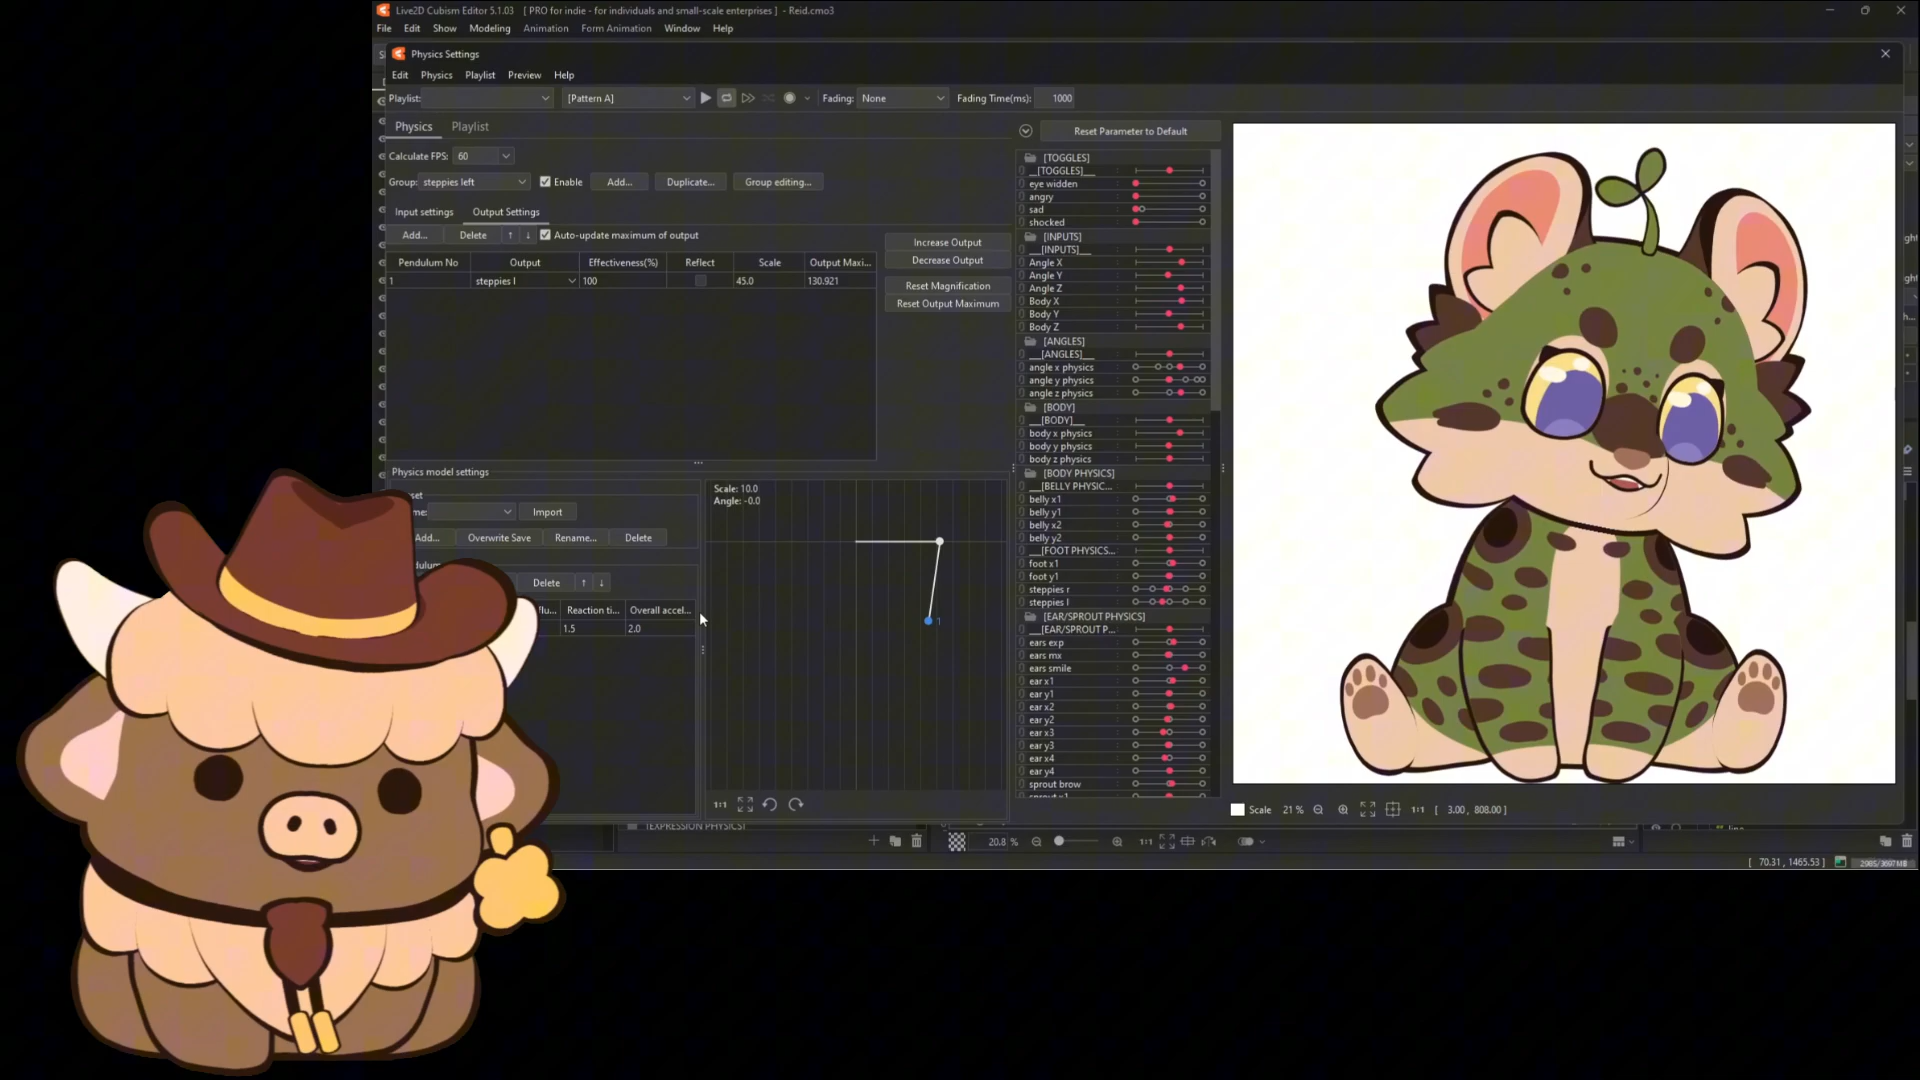 Live2D Cubism Editor 5.1.03 [ PRO for indie - for individuals and small-scale enterprises ] - Reid.cmo3
File Edit Show Modeling Animation Form Animation Window Help
Physics Settings
Edit Physics Playlist Preview Help
Playlist: [Pattern A] Fading: None Fading Time(ms): 1000
Physics Playlist
Reset Parameter to Default
Calculate FPS: 60
Group: steppies left Enable Add... Duplicate... Group editing...
Input settings Output Settings
Add... Delete ↑ ↓ Auto-update maximum of output
Increase Output
Decrease Output
Reset Magnification
Reset Output Maximum
Pendulum No Output Effectiveness(%) Reflect Scale Output Maxi...
1 steppies l 100 45.0 130.921
Physics model settings
Import
Add... Overwrite Save Rename... Delete
Delete ↑ ↓
Reaction ti... Overall accel...
1.5 2.0
Scale: 10.0
Angle: -0.0
1
1:1
[TOGGLES]
__[TOGGLES]__
eye widden
angry
sad
shocked
[INPUTS]
__[INPUTS]__
Angle X
Angle Y
Angle Z
Body X
Body Y
Body Z
[ANGLES]
__[ANGLES]__
angle x physics
angle y physics
angle z physics
[BODY]
__[BODY]__
body x physics
body y physics
body z physics
[BODY PHYSICS]
__[BELLY PHYSIC...
belly x1
belly y1
belly x2
belly y2
__[FOOT PHYSICS...
foot x1
foot y1
steppies r
steppies l
[EAR/SPROUT PHYSICS]
__[EAR/SPROUT P...
ears exp
ears mx
ears smile
ear x1
ear y1
ear x2
ear y2
ear x3
ear y3
ear x4
ear y4
sprout brow
Scale 21 % 1:1 [ 3.00, 808.00 ]
[EXPRESSION PHYSICS]
20.8 % 1:1
[ 70.31 , 1465.53 ]